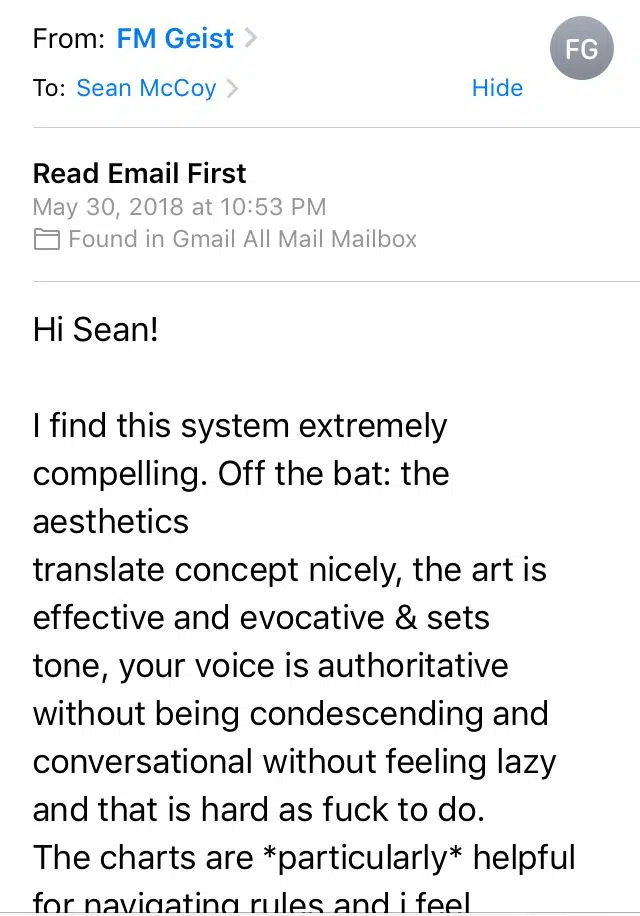 From: FM Geist
FG
To: Sean McCoy
Hide
Read Email First
May 30, 2018 at 10:53 PM
Found in Gmail All Mail Mailbox
Hi Sean!
I find this system extremely
compelling. Off the bat: the
aesthetics
translate concept nicely, the art is
effective and evocative & sets
tone, your voice is authoritative
without being condescending and
conversational without feeling lazy
and that is hard as fuck to do.
The charts are *particularly* helpful
for navigating rules and i feel